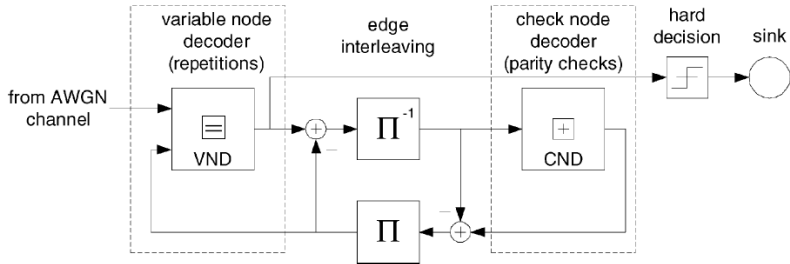 variable node
decoder
(repetitions)
edge
interleaving
check node
decoder
(parity checks)
hard
decision
sink
from AWGN
channel
=
VND
+
−
Π-1
+
CND
Π
−
+